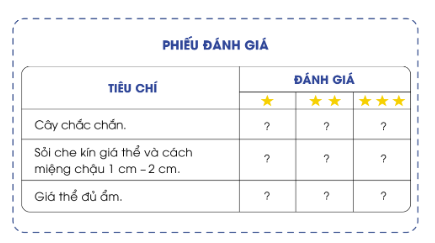 PHIẾU ĐÁNH GIÁ
TIÊU CHÍ
ĐÁNH GIÁ
Cây chắc chắn.
?
?
?
Sỏi che kín giá thể và cách
miệng chậu 1 cm – 2 cm.
?
?
?
Giá thể đủ ẩm.
?
?
?